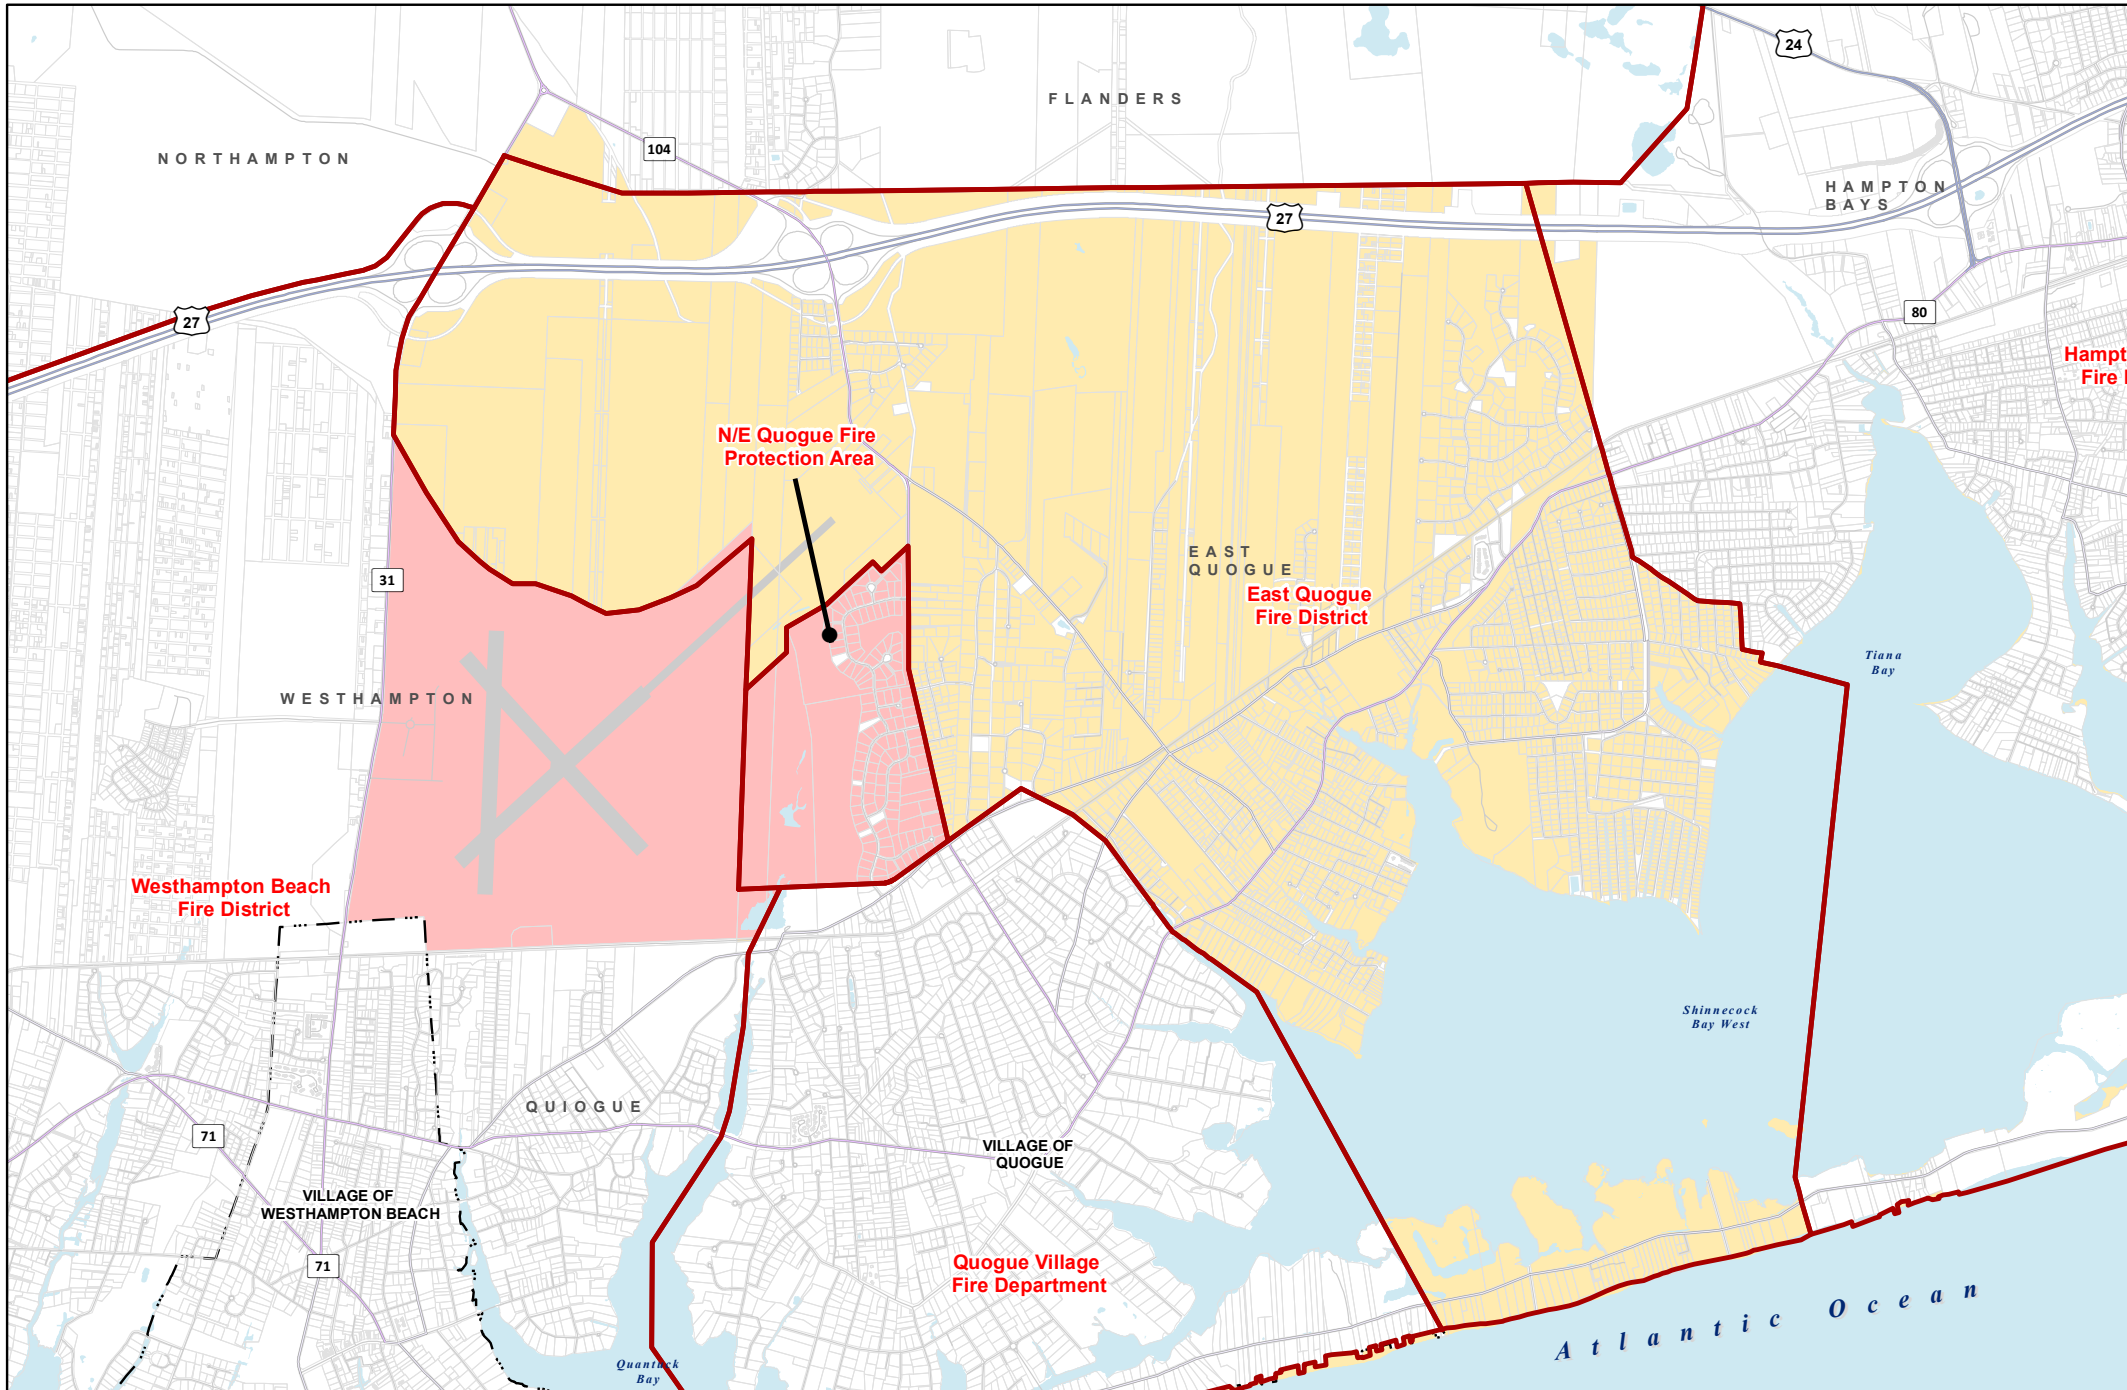 24
FLANDERS
104
NORTHAMPTON
HAMPTON
BAYS
27
27
80
Hampt
Fire
N/E Quogue Fire
Protection Area
EAST
QUOGUE
31
East Quogue
Fire District
Tiana
Bay
WESTHAMPTON
Westhampton Beach
Fire District
Shinnecock
Bay West
QUIOGUE
71
VILLAGE OF
QUOGUE
VILLAGE OF
WESTHAMPTON BEACH
71
Quogue Village
Fire Department
Atlantic Ocean
Quantuck
Bay